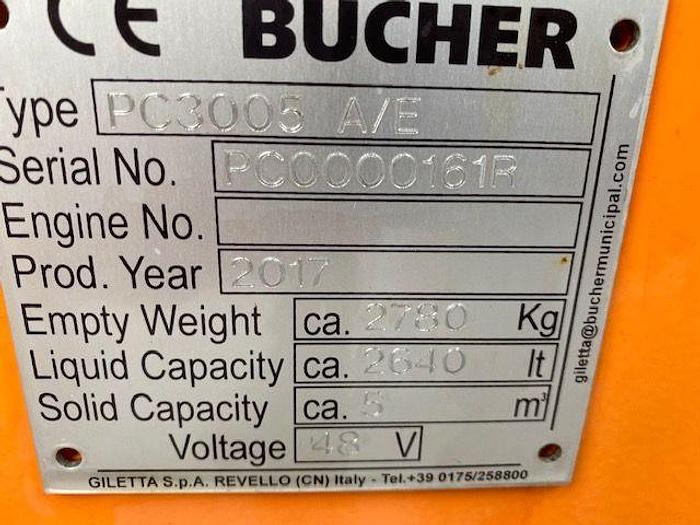 CE BUCHER
Type PC3005 A/E
Serial No. PC0000161R
Engine No.
Prod. Year 2017
Empty Weight ca. 2780 Kg
Liquid Capacity ca. 2640 lt
Solid Capacity ca. 5 m³
Voltage 48 V
GILETTA S.p.A. REVELLO (CN) Italy - Tel.+39 0175/258800
giletta@buchermunicipal.com